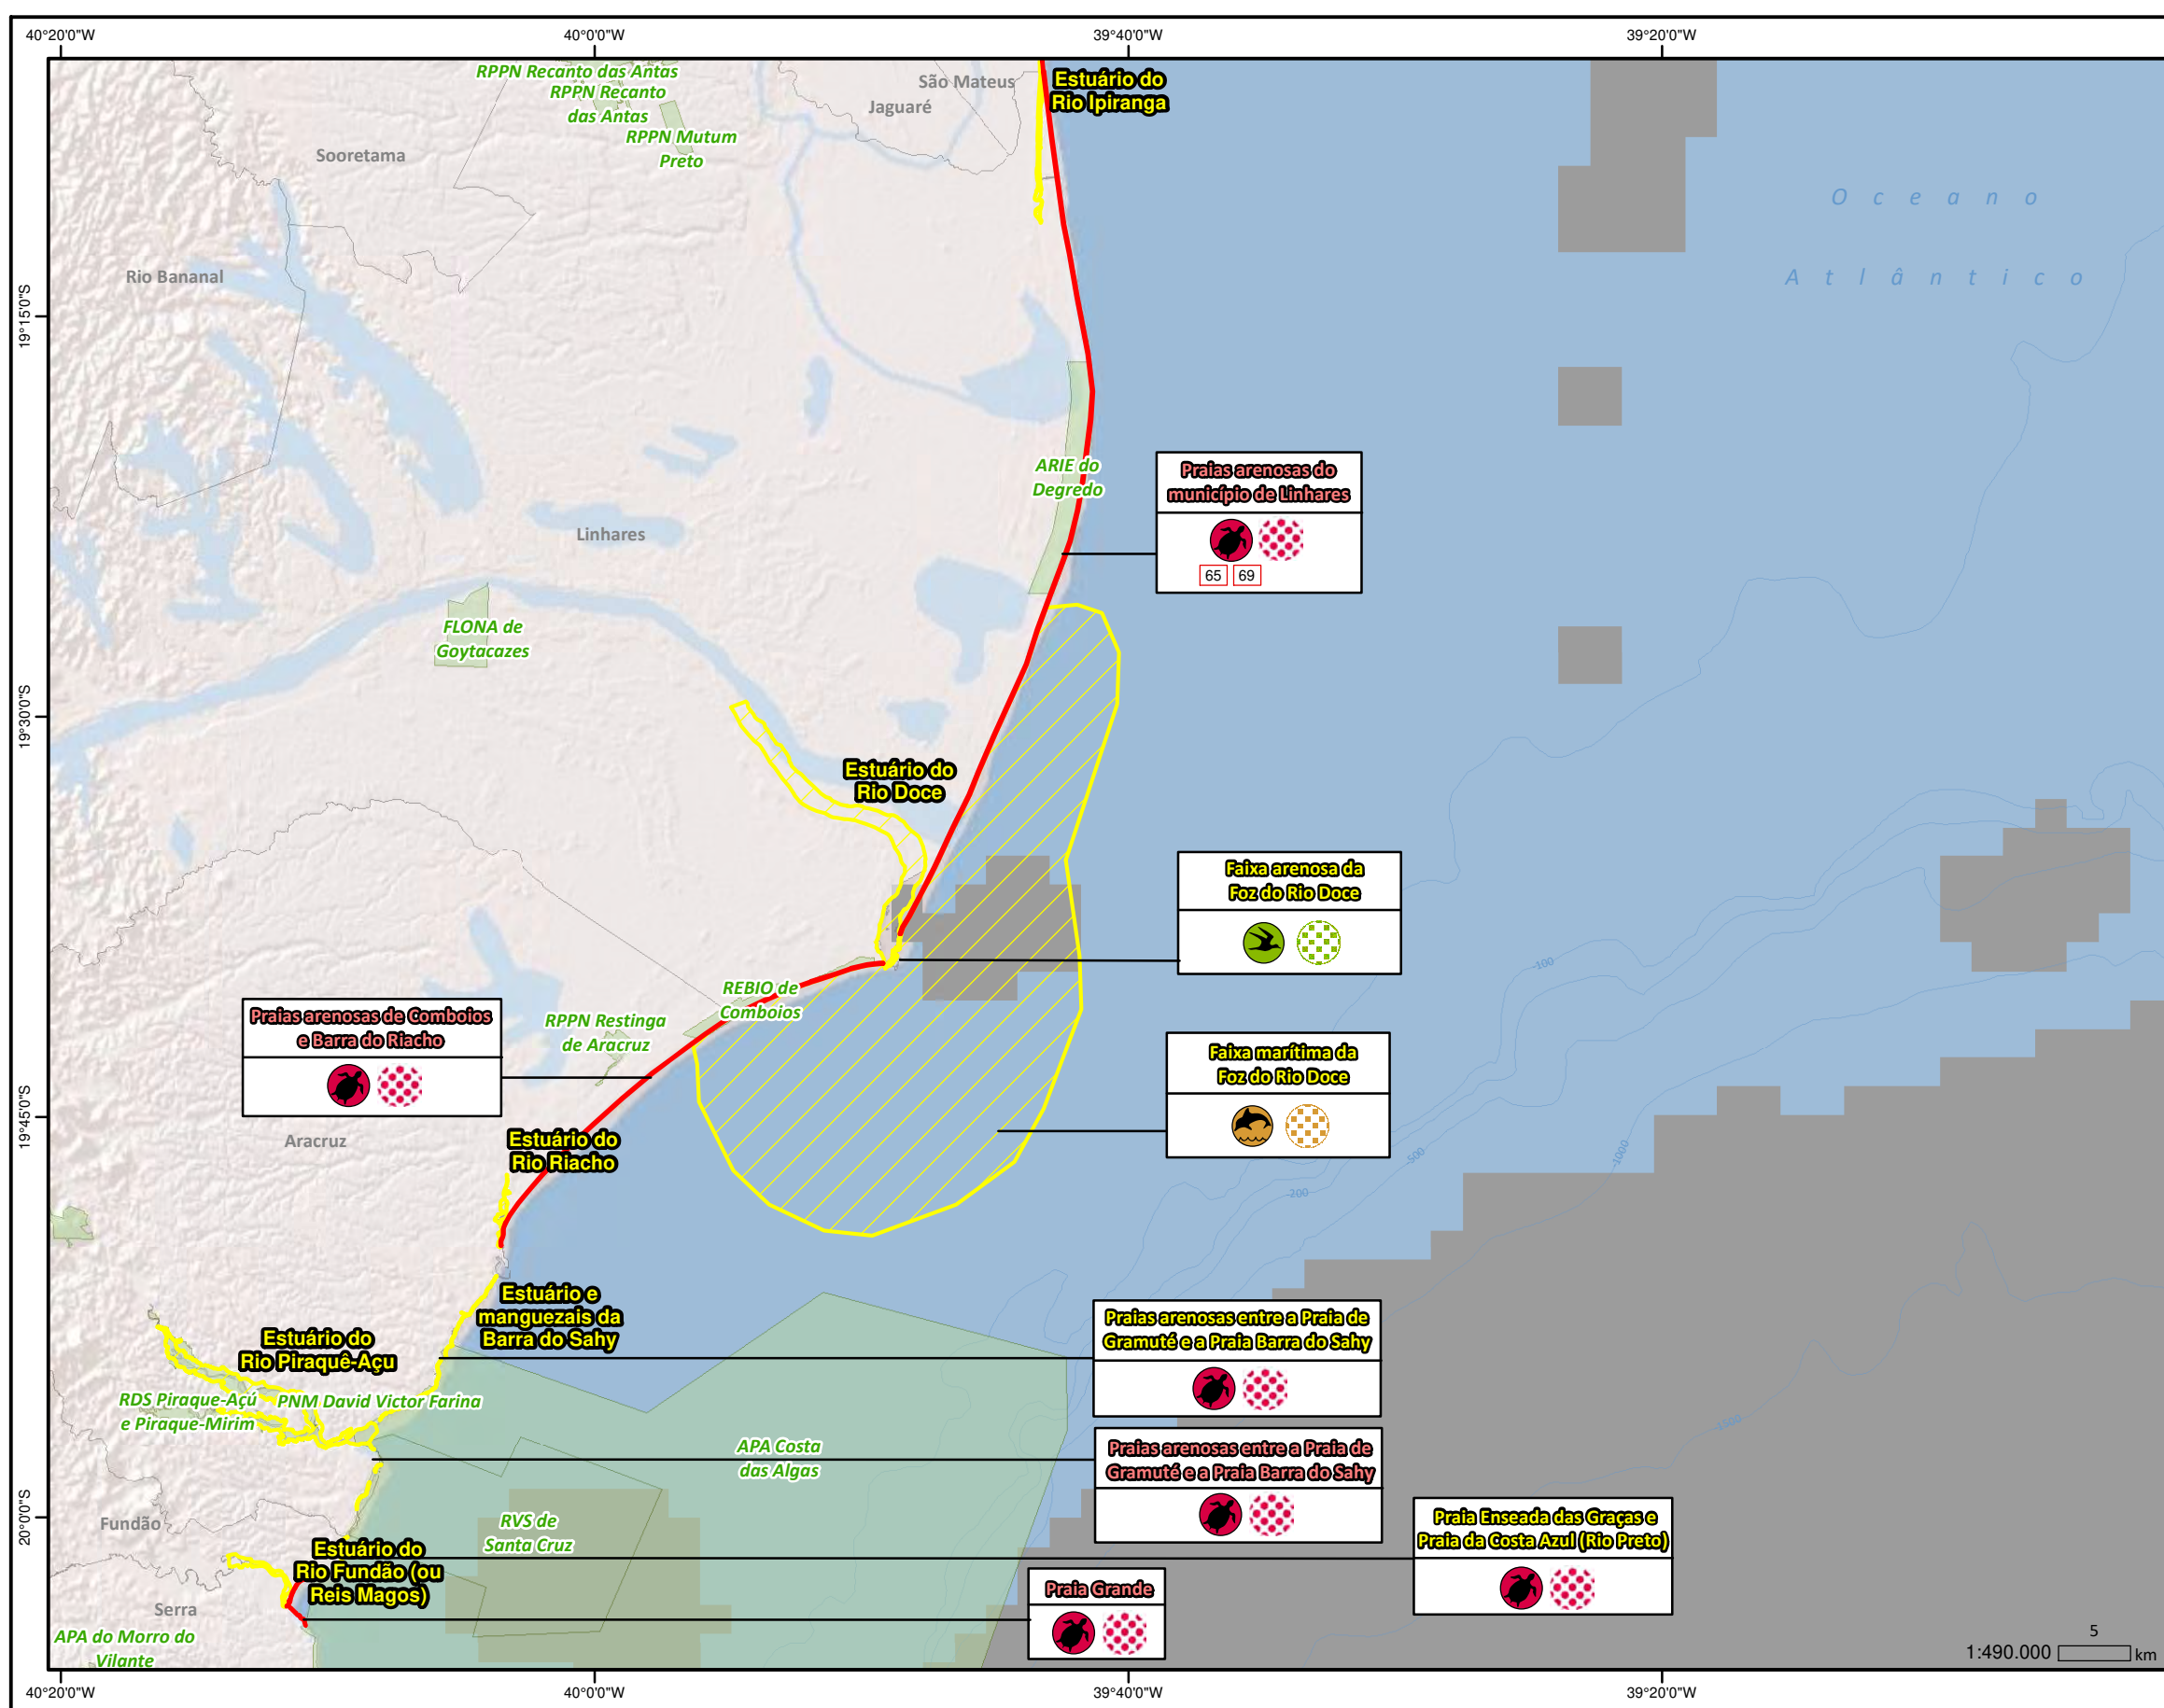 40°20'0"W
40°0'0"W
39°40'0"W
39°20'0"W
RPPN Recanto das Antas
RPPN Recanto
das Antas
RPPN Mutum
Preto
São Mateus
Jaguaré
Estuário do
Rio Ipiranga
Sooretama
Rio Bananal
Oceano
Atlântico
19°15'0"S
ARIE do
Degredo
Praias arenosas do
município de Linhares
65 69
Linhares
FLONA de
Goytacazes
19°30'0"S
Estuário do
Rio Doce
Faixa arenosa da
Foz do Rio Doce
-100
REBIO de
Comboios
RPPN Restinga
de Aracruz
Praias arenosas de Comboios
e Barra do Riacho
Faixa marítima da
Foz do Rio Doce
19°45'0"S
Aracruz
Estuário do
Rio Riacho
-500
-1000
-200
Estuário e
manguezais da
Barra do Sahy
Praias arenosas entre a Praia de
Gramuté e a Praia Barra do Sahy
Estuário do
Rio Piraquê-Açu
RDS Piraque-Açú
e Piraque-Mirim
PNM David Victor Farina
-1500
APA Costa
das Algas
Praias arenosas entre a Praia de
Gramuté e a Praia Barra do Sahy
20°0'0"S
Fundão
RVS de
Santa Cruz
Praia Enseada das Graças e
Praia da Costa Azul (Rio Preto)
Estuário do
Rio Fundão (ou
Reis Magos)
Praia Grande
Serra
APA do Morro do
Vilante
5
1:490.000 km
40°20'0"W
40°0'0"W
39°40'0"W
39°20'0"W